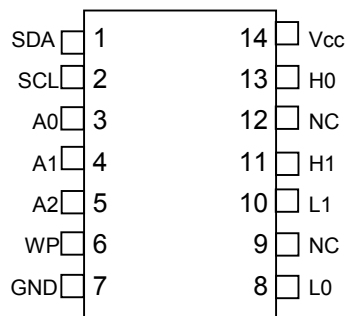 SDA 1 14 Vcc
SCL 2 13 H0
A0 3 12 NC
A1 4 11 H1
A2 5 10 L1
WP 6 9 NC
GND 7 8 L0